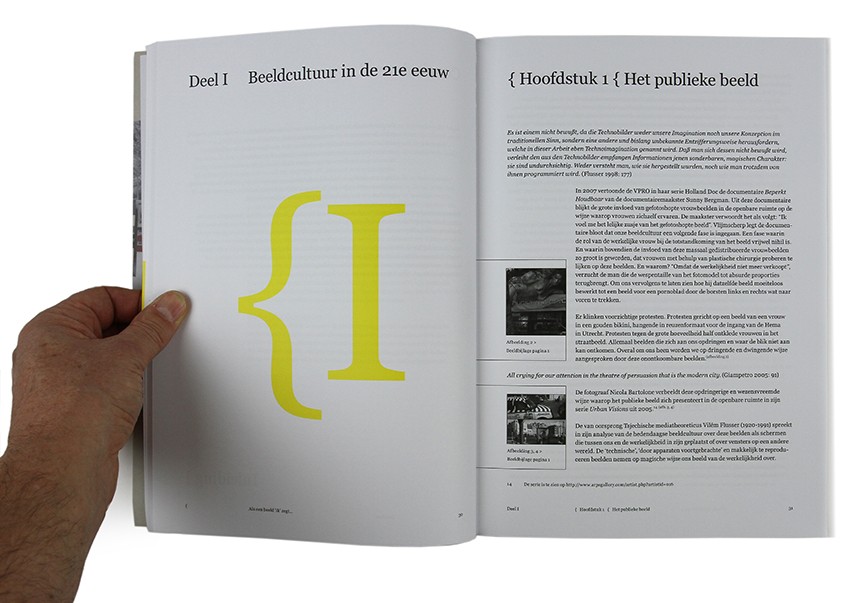 Deel I Beeldcultuur in de 21e eeuw
{I
Als een beeld 'ik' zegt...
{ Hoofdstuk 1 { Het publieke beeld
Es ist einem nicht bewußt, da die Technobilder weder unsere Imagination noch unsere Konzeption im
traditionellen Sinn, sondern eine andere und bislang unbekannte Entzifferungsweise herausfordern,
welche in dieser Arbeit eben Technoimagination genannt wird. Daß man sich dessen nicht bewußt wird,
verleiht den aus den Technobilder empfangen Informationen jenen sonderbaren, magischen Charakter:
sie sind undurchsichtig. Weder versteht man, wie sie hergestellt wurden, noch wie man trotzdem von
ihnen programmiert wird. (Flusser 1998: 177)
In 2007 vertoonde de VPRO in haar serie Holland Doc de documentaire Beperkt
Houdbaar van de documentairemaakster Sunny Bergman. Uit deze documentaire
blijkt de grote invloed van gefotoshopte vrouwbeelden in de openbare ruimte op de
wijze waarop vrouwen zichzelf ervaren. De maakster verwoordt het als volgt: "Ik
voel me het lelijke zusje van het gefotoshopte beeld". Vlijmscherp legt de documen-
taire bloot dat onze beeldcultuur een volgende fase is ingegaan. Een fase waarin
de rol van de werkelijke vrouw bij de totstandkoming van het beeld vrijwel nihil is.
En waarin bovendien de invloed van deze massaal gedistribueerde vrouwbeelden
zo groot is geworden, dat vrouwen met behulp van plastische chirurgie proberen te
lijken op deze beelden. En waarom? "Omdat de werkelijkheid niet meer verkoopt",
verzucht de man die de wespentaille van het fotomodel tot absurde proporties
terugbrengt. Om ons vervolgens te laten zien hoe hij datzelfde beeld moeiteloos
bewerkt tot een beeld voor een pornoblad door de borsten links en rechts wat naar
voren te trekken.
Er klinken voorzichtige protesten. Protesten gericht op een beeld van een vrouw
in een gouden bikini, hangende in reuzenformaat voor de ingang van de Hema
in Utrecht. Protesten tegen de grote hoeveelheid half ontklede vrouwen in het
straatbeeld. Allemaal beelden die zich aan ons opdringen en waar de blik niet aan
kan ontkomen. Overal om ons heen worden we op dringende en dwingende wijze
aangesproken door deze onontkoombare beelden.
Afbeelding 2 >
Beeldbijlage pagina 1
All crying for our attention in the theatre of persuasion that is the modern city. (Giampetro 2005: 91)
De fotograaf Nicola Bartolone verbeeldt deze opdringerige en wezensvreemde
wijze waarop het publieke beeld zich presenteert in de openbare ruimte in zijn
serie Urban Visions uit 2005.
Afbeelding 3, 4 >
Beeldbijlage pagina 1
De van oorsprong Tsjechische mediatheoreticus Vilém Flusser (1920-1991) spreekt
in zijn analyse van de hedendaagse beeldcultuur over deze beelden als schermen
die tussen ons en de werkelijkheid in zijn geplaatst of over vensters op een andere
wereld. De 'technische', 'door apparaten voortgebrachte' en makkelijk te reprodu-
ceren beelden nemen op magische wijze ons beeld van de werkelijkheid over.
14 De serie is te zien op
Deel I { Hoofdstuk 1 { Het publieke beeld